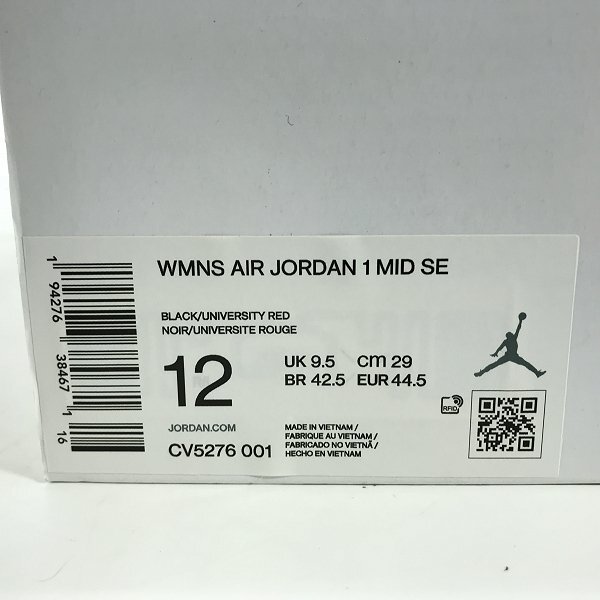 WMNS AIR JORDAN 1 MID SE
BLACK/UNIVERSITY RED
NOIR/UNIVERSITE ROUGE
12
UK 9.5 cm 29
BR 42.5 EUR 44.5
JORDAN.COM
CV5276 001
MADE IN VIETNAM /
FABRIQUE AU VIETNAM /
FABRICADO NO VIETNÃ /
HECHO EN VIETNAM
RFID
1 94276 38467 1 16